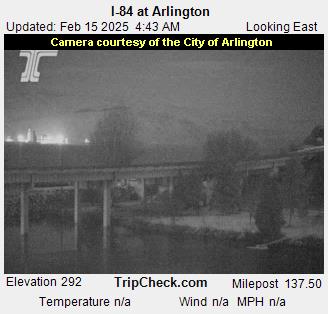 I-84 at Arlington
Updated: Feb 15 2025 4:43 AM Looking East
Camera courtesy of the City of Arlington
Elevation 292 TripCheck.com Milepost 137.50
Temperature n/a Wind n/a MPH n/a